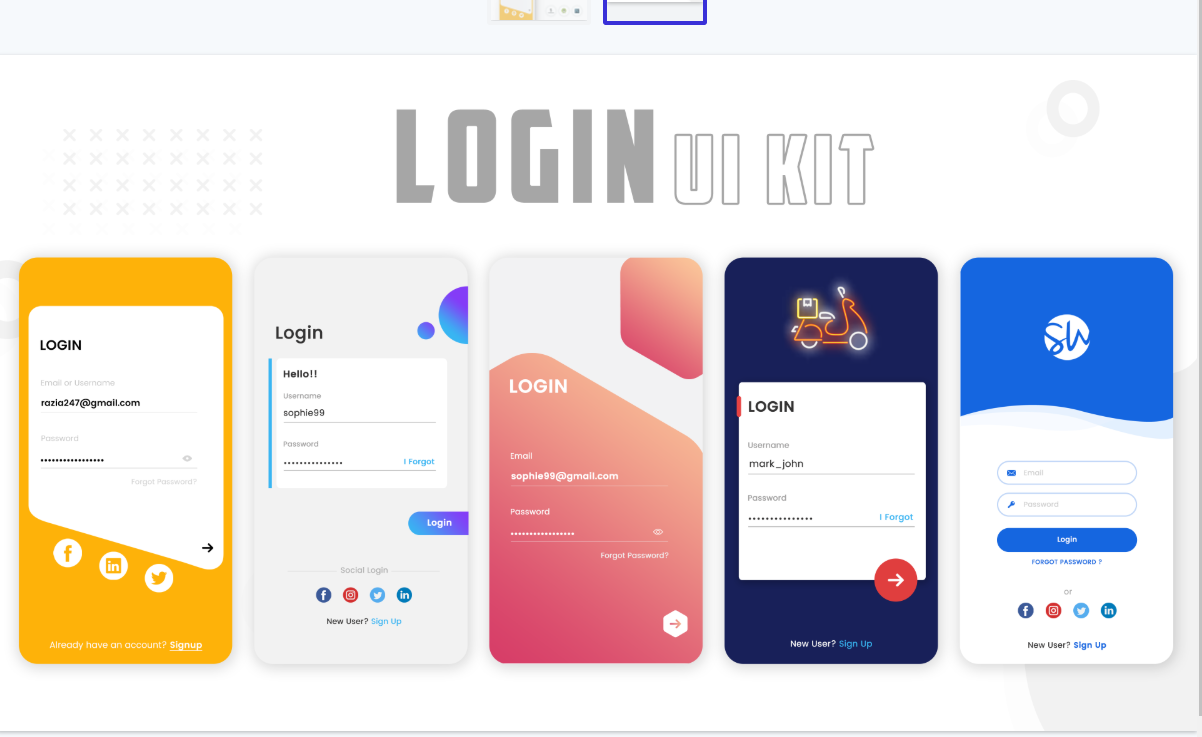 LOGIN UI KIT
LOGIN
Email or Username
razia247@gmail.com
Password
Forgot Password?
Already have an account? Signup
Login
Hello!!
Username
sophie99
Password
I Forgot
Login
Social Login
New User? Sign Up
LOGIN
Email
sophie99@gmail.com
Password
Forgot Password?
LOGIN
Username
mark_john
Password
I Forgot
New User? Sign Up
sw
Email
Password
Login
FORGOT PASSWORD ?
or
New User? Sign Up